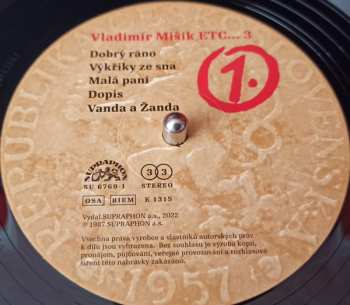 Vladimír Mišík ETC... 3
Dobrý ráno
Výkřiky ze sna
Malá paní
Dopis
Vanda a Žanda
1.
SUPRAPHON
SU 6769-1
3 3
STEREO
OSA BIEM K 1315
Vydal SUPRAPHON a.s., 2022
℗ 1987 SUPRAPHON a.s.
Všechna práva výrobce a vlastníků autorských práv
k dílu jsou vyhrazena. Bez souhlasu je výroba kopií,
pronájem, půjčování, veřejné provozování a rozhlasové
šíření této nahrávky zakázáno.
1957